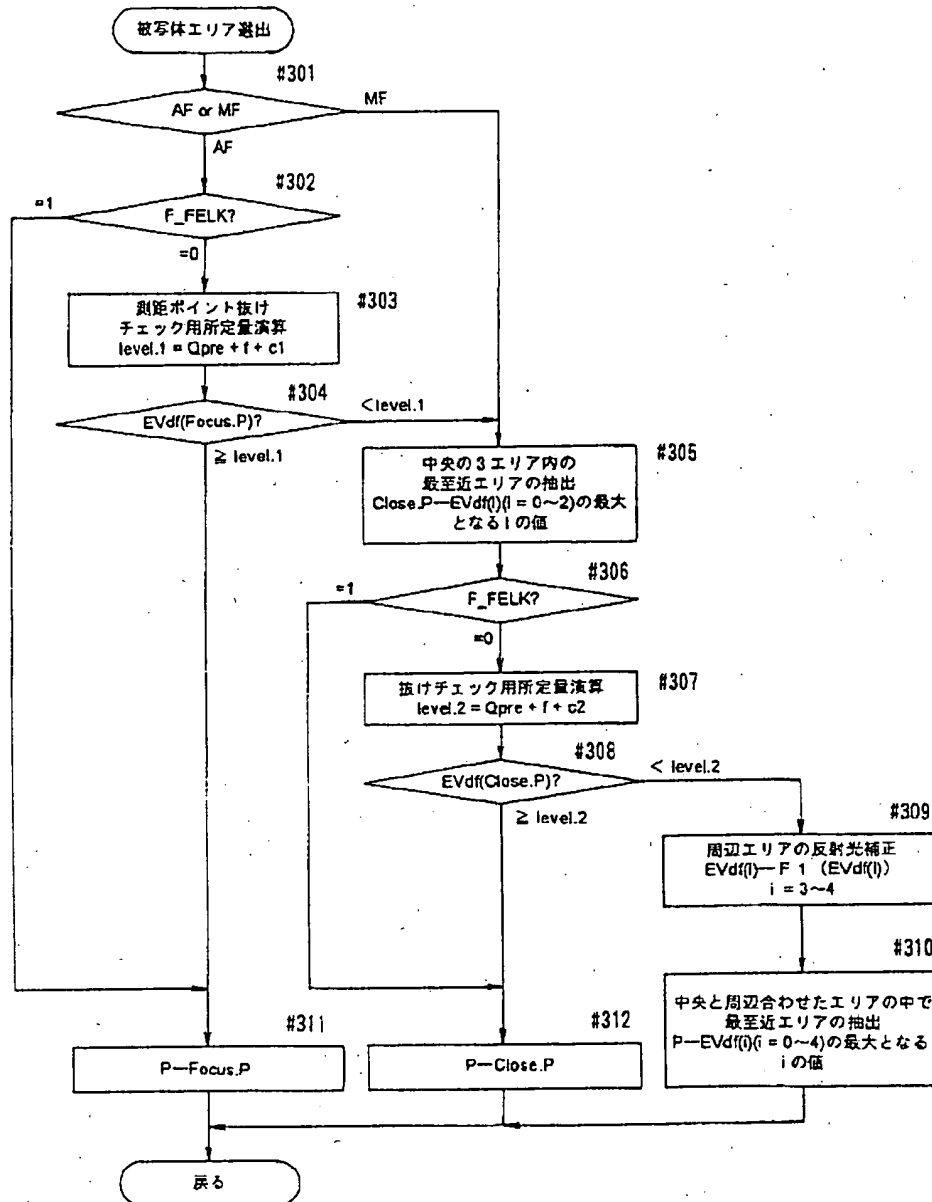 被写体エリア選出
#301
AF or MF
MF
AF
#302
=1
F_FELK?
=0
測距ポイント抜け
チェック用所定量演算
level.1 = Qpre + f + c1
#303
#304
EVdf(Focus.P)?
<level.1
≧ level.1
中央の3エリア内の
最至近エリアの抽出
Close.P─EVdf(i)(i = 0~2)の最大
となるiの値
#305
#306
=1
F_FELK?
=0
抜けチェック用所定量演算
level.2 = Qpre + f + c2
#307
#308
EVdf(Close.P)?
< level.2
≧ level.2
#309
周辺エリアの反射光補正
EVdf(i)─F 1 (EVdf(i))
i = 3~4
#310
中央と周辺合わせたエリアの中で
最至近エリアの抽出
P─EVdf(i)(i = 0~4)の最大となる
iの値
#311
P─Focus.P
#312
P─Close.P
戻る